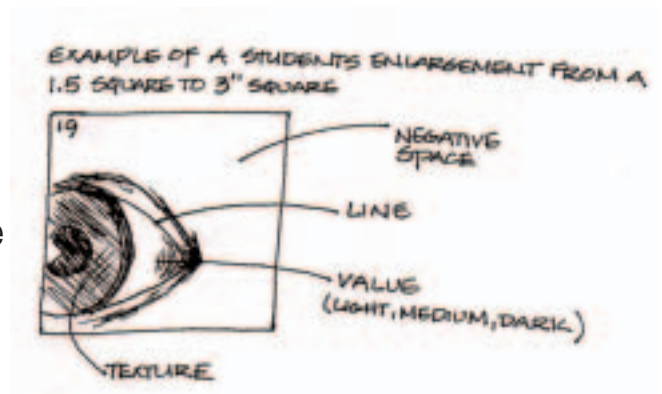 EXAMPLE OF A STUDENTS ENLARGEMENT FROM A
1.5 SQUARE TO 3" SQUARE
19
NEGATIVE
SPACE
LINE
VALUE
(LIGHT, MEDIUM, DARK)
TEXTURE
e